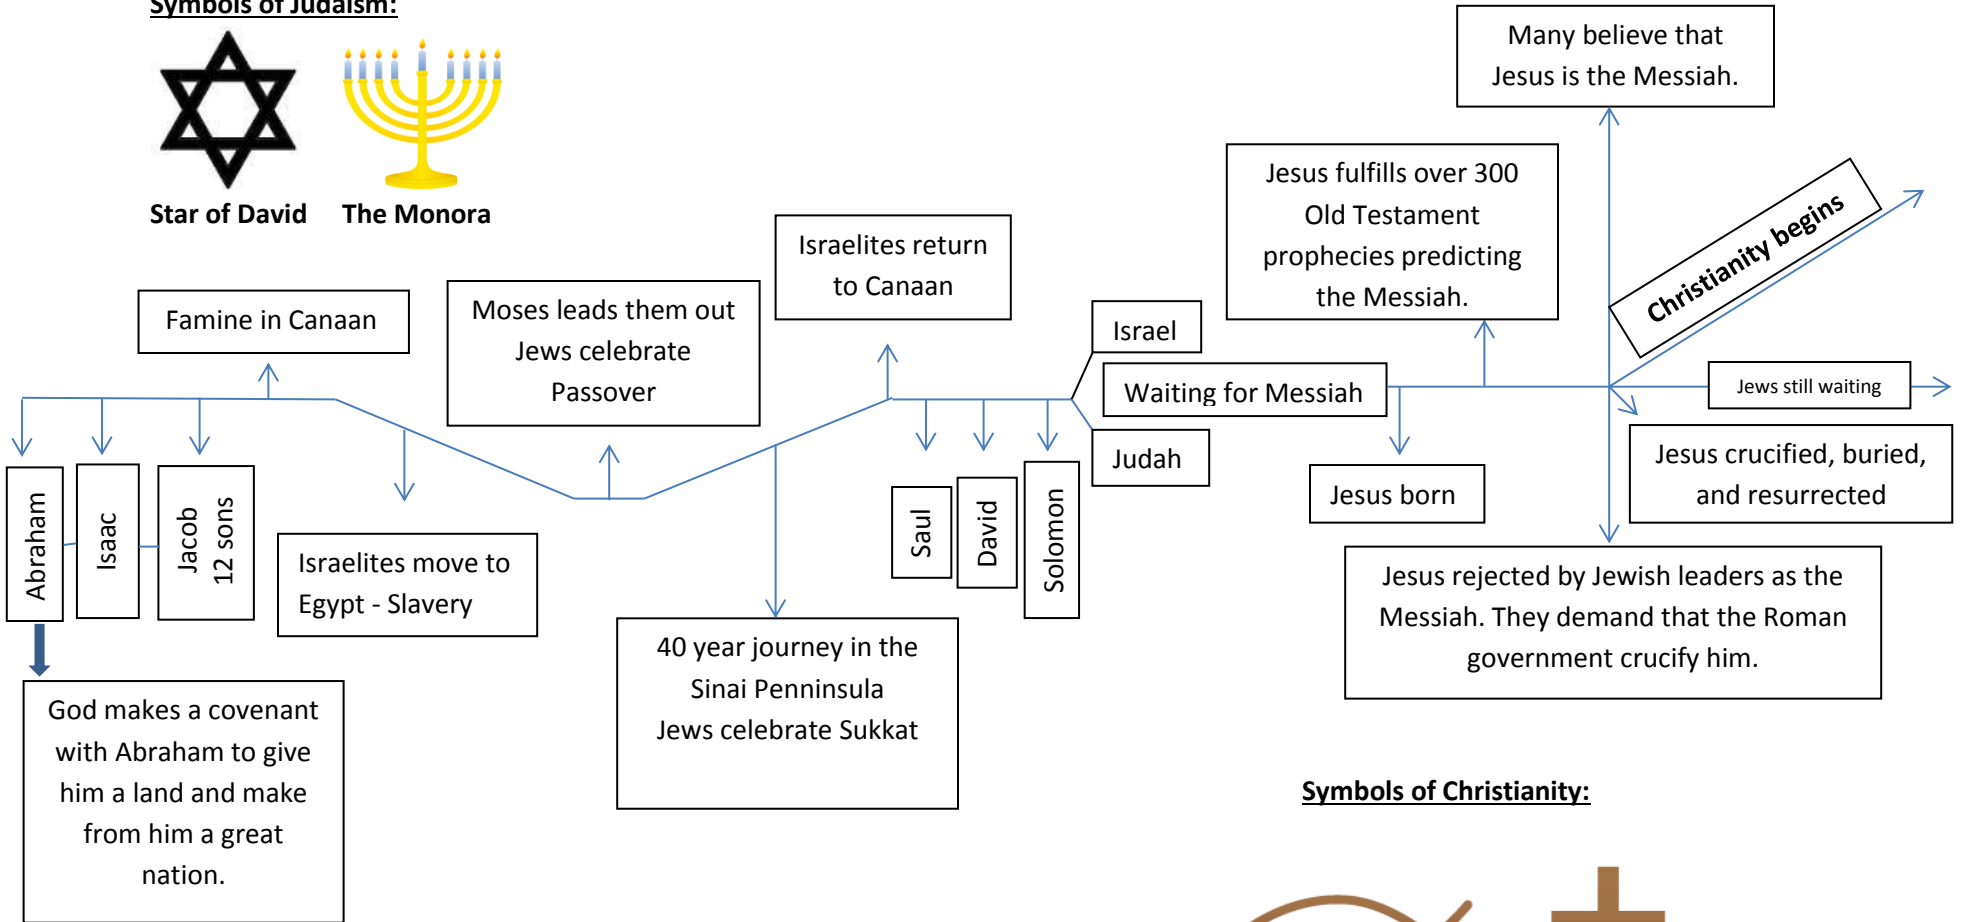 Symbols of Judaism:
Star of David
The Monora
Famine in Canaan
Moses leads them out
Jews celebrate
Passover
Israelites return
to Canaan
Israel
Waiting for Messiah
Judah
Jesus fulfills over 300
Old Testament
prophecies predicting
the Messiah.
Many believe that
Jesus is the Messiah.
Christianity begins
Jews still waiting
Jesus crucified, buried,
and resurrected
Jesus born
Jesus rejected by Jewish leaders as the
Messiah. They demand that the Roman
government crucify him.
Abraham
Isaac
Jacob
12 sons
Israelites move to
Egypt - Slavery
40 year journey in the
Sinai Penninsula
Jews celebrate Sukkat
Saul
David
Solomon
God makes a covenant
with Abraham to give
him a land and make
from him a great
nation.
Symbols of Christianity: